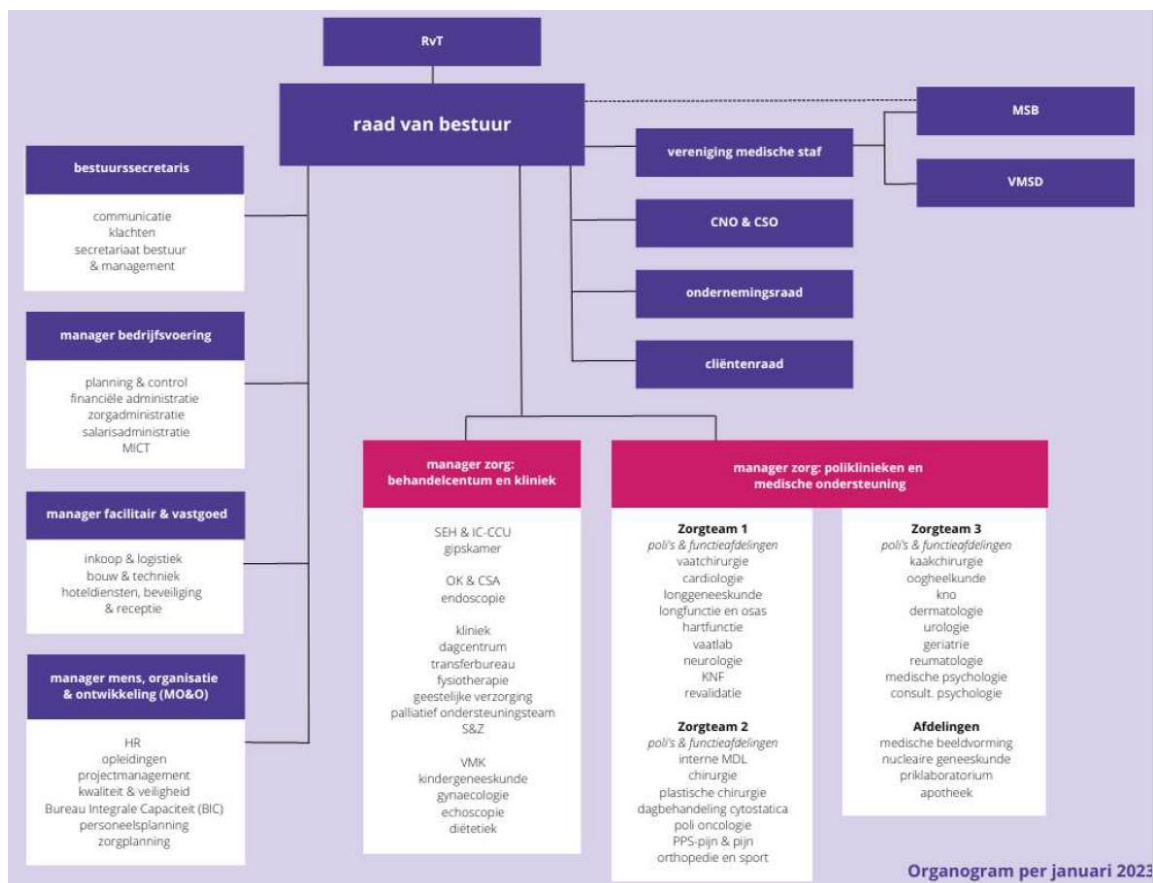 RvT
raad van bestuur
MSB
vereniging medische staf
VMSD
CNO & CSO
ondernemingsraad
cliëntenraad
bestuurssecretaris
communicatie
klachten
secretariaat bestuur
& management
manager bedrijfsvoering
planning & control
financiële administratie
zorgadministratie
salarisadministratie
MICT
manager facilitair & vastgoed
inkoop & logistiek
bouw & techniek
hoteldiensten, beveiliging
& receptie
manager mens, organisatie
& ontwikkeling (MO&O)
HR
opleidingen
projectmanagement
kwaliteit & veiligheid
Bureau Integrale Capaciteit (BIC)
personeelsplanning
zorgplanning
manager zorg:
behandelcentum en kliniek
SEH & IC-CCU
gipskamer
OK & CSA
endoscopie
kliniek
dagcentrum
transferbureau
fysiotherapie
geestelijke verzorging
palliatief ondersteuningsteam
S&Z
VMK
kindergeneeskunde
gynaecologie
echoscopie
diëtetiek
manager zorg: poliklinieken en
medische ondersteuning
Zorgteam 1
poli's & functieafdelingen
vaatchirurgie
cardiologie
longgeneeskunde
longfunctie en osas
hartfunctie
vaatlab
neurologie
KNF
revalidatie
Zorgteam 2
poli's & functieafdelingen
interne MDL
chirurgie
plastische chirurgie
dagbehandeling cytostatica
poli oncologie
PPS-pijn & pijn
orthopedie en sport
Zorgteam 3
poli's & functieafdelingen
kaakchirurgie
oogheelkunde
kno
dermatologie
urologie
geriatrie
reumatologie
medische psychologie
consult. psychologie
Afdelingen
medische beeldvorming
nucleaire geneeskunde
priklaboratorium
apotheek
Organogram per januari 2023